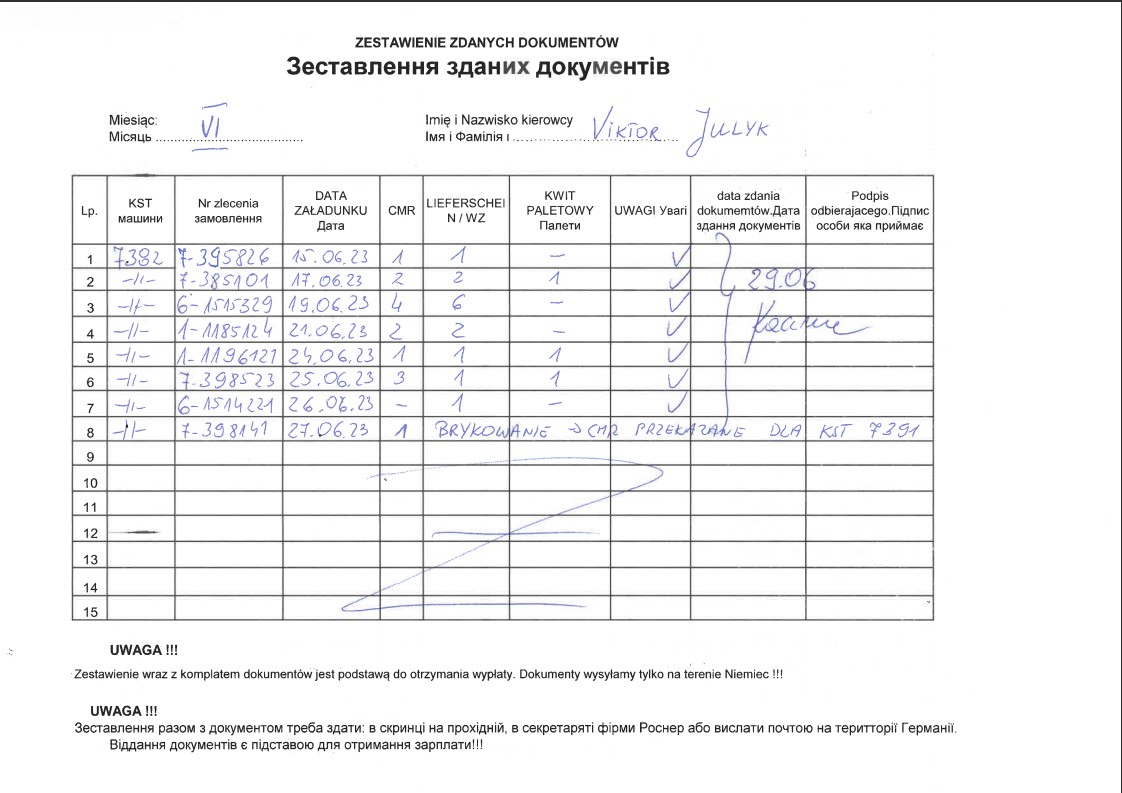 ZESTAWIENIE ZDANYCH DOKUMENTÓW
Зеставлення зданих документів
Miesiąc: VI Imię i Nazwisko kierowcy VIKTOR JULYK
Місяць ........................................ Імя і Фамілія і ........................................
Lp. KST машини Nr zlecenia замовлення DATA ZAŁADUNKU Дата CMR LIEFERSCHEIN / WZ KWIT PALETOWY Палети UWAGI Уваги data zdania dokumemtów.Дата здання документів Podpis odbierajacego.Підпис особи яка приймає
1 7382 7-395826 15.06.23 1 1 – ✓
2 -//- 7-385101 17.06.23 2 2 1 ✓ 29.06
3 -//- 6-1515329 19.06.23 4 6 – ✓
4 -//- 1-1185124 21.06.23 2 2 – ✓
5 -//- 1-1196121 24.06.23 1 1 1 ✓
6 -//- 7-398523 25.06.23 3 1 1 ✓
7 -//- 6-1514221 26.06.23 – 1 – ✓
8 -//- 7-398141 27.06.23 1 BRYKOWANIE → CMR PRZEKAZANE DLA KST 7391
9
10
11
12
13
14
15
UWAGA !!!
Zestawienie wraz z komplatem dokumentów jest podstawą do otrzymania wypłaty. Dokumenty wysyłamy tylko na terenie Niemiec !!!
UWAGA !!!
Зеставлення разом з документом треба здати: в скринці на прохідній, в секретаряті фірми Роснер або вислати почтою на територїї Германії.
Віддання документів є підставою для отримання зарплати!!!